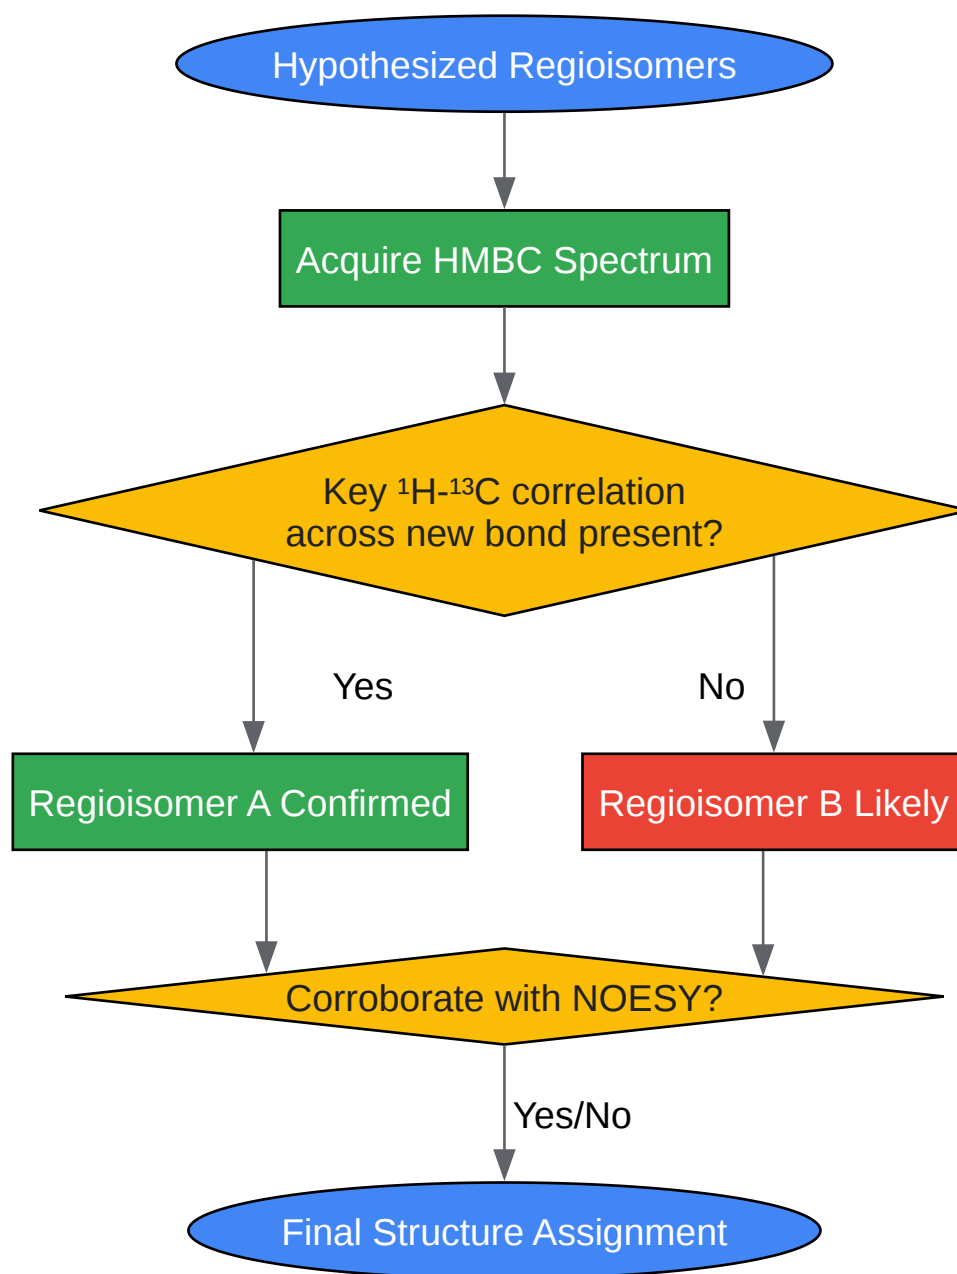 Hypothesized Regioisomers
Acquire HMBC Spectrum
Key ¹H-¹³C correlation
across new bond present?
Yes
No
Regioisomer A Confirmed
Regioisomer B Likely
Corroborate with NOESY?
Yes/No
Final Structure Assignment